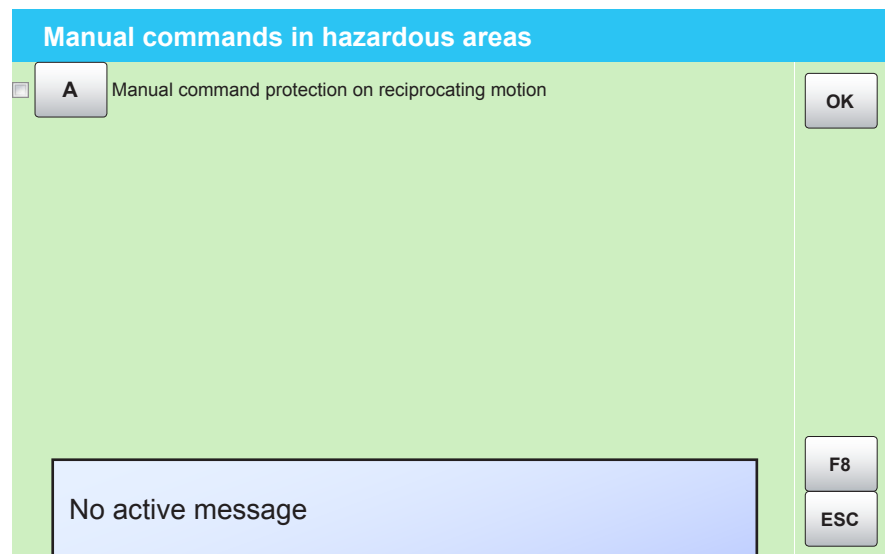 Manual commands in hazardous areas
A Manual command protection on reciprocating motion
OK
F8
No active message
ESC